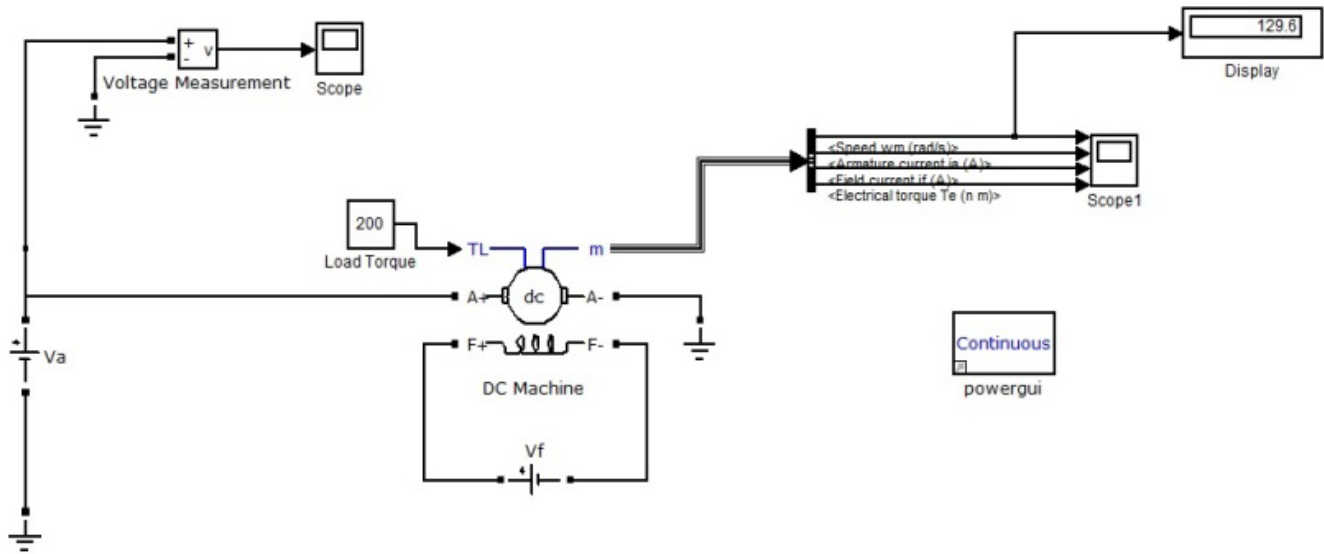 129.6
Display
+
-
v
Voltage Measurement
Scope
<Speed wm (rad/s)>
<Armature current ia (A)>
<Field current if (A)>
<Electrical torque Te (n m)>
Scope1
200
Load Torque
TL
m
A+
dc
A-
Va
F+
F-
DC Machine
Continuous
powergui
Vf